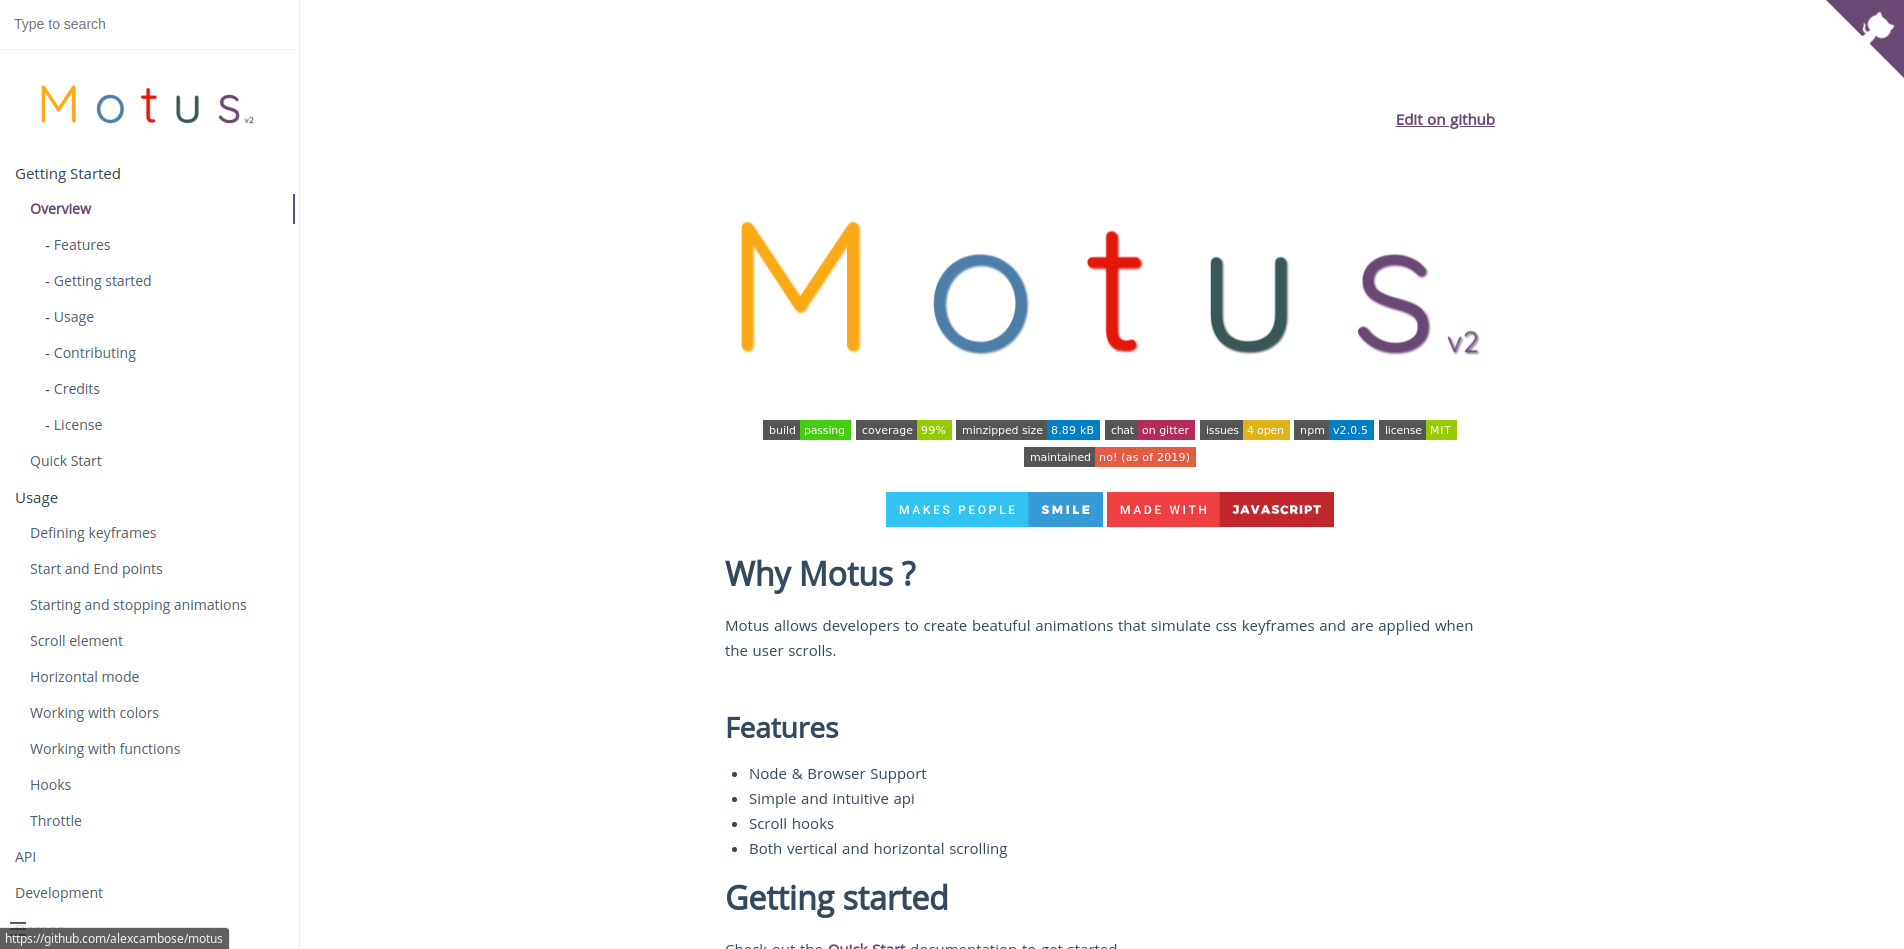 Type to search
Motus v2
Getting Started
Overview
- Features
- Getting started
- Usage
- Contributing
- Credits
- License
Quick Start
Usage
Defining keyframes
Start and End points
Starting and stopping animations
Scroll element
Horizontal mode
Working with colors
Working with functions
Hooks
Throttle
API
Development
https://github.com/alexcambose/motus
Edit on github
Motus v2
build passing coverage 99% minzipped size 8.89 kB chat on gitter issues 4 open npm v2.0.5 license MIT
maintained no! (as of 2019)
MAKES PEOPLE SMILE MADE WITH JAVASCRIPT
Why Motus ?
Motus allows developers to create beatuful animations that simulate css keyframes and are applied when
the user scrolls.
Features
• Node & Browser Support
• Simple and intuitive api
• Scroll hooks
• Both vertical and horizontal scrolling
Getting started
Check out the Quick Start documentation to get started.